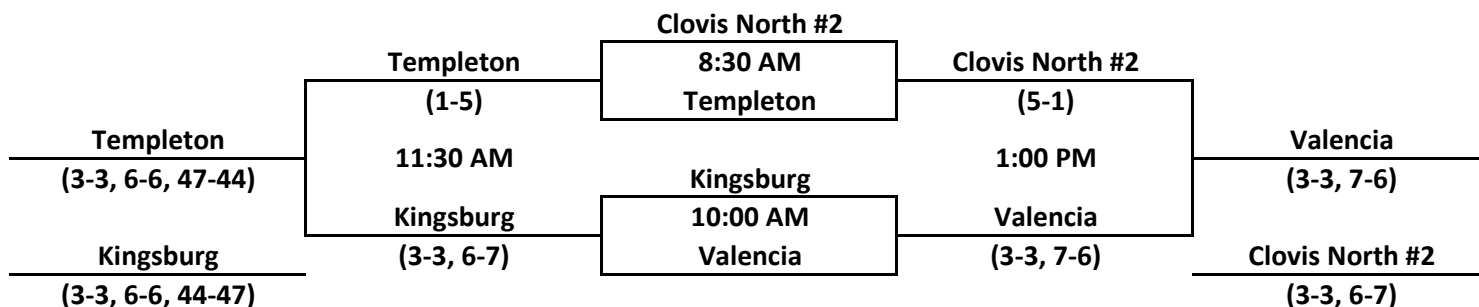 Clovis North #2
Templeton 8:30 AM Clovis North #2
(1-5) Templeton (5-1)
Templeton 11:30 AM 1:00 PM Valencia
(3-3, 6-6, 47-44) Kingsburg (3-3, 7-6)
Kingsburg 10:00 AM Valencia
Kingsburg (3-3, 6-7) Valencia (3-3, 7-6) Clovis North #2
(3-3, 6-6, 44-47) (3-3, 6-7)